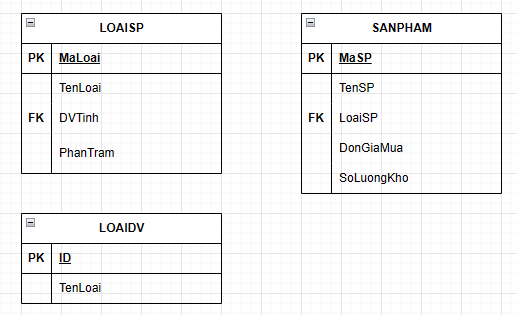 LOAISP
PK MaLoai
TenLoai
FK DVTinh
PhanTram
SANPHAM
PK MaSP
TenSP
FK LoaiSP
DonGiaMua
SoLuongKho
LOAIDV
PK ID
TenLoai